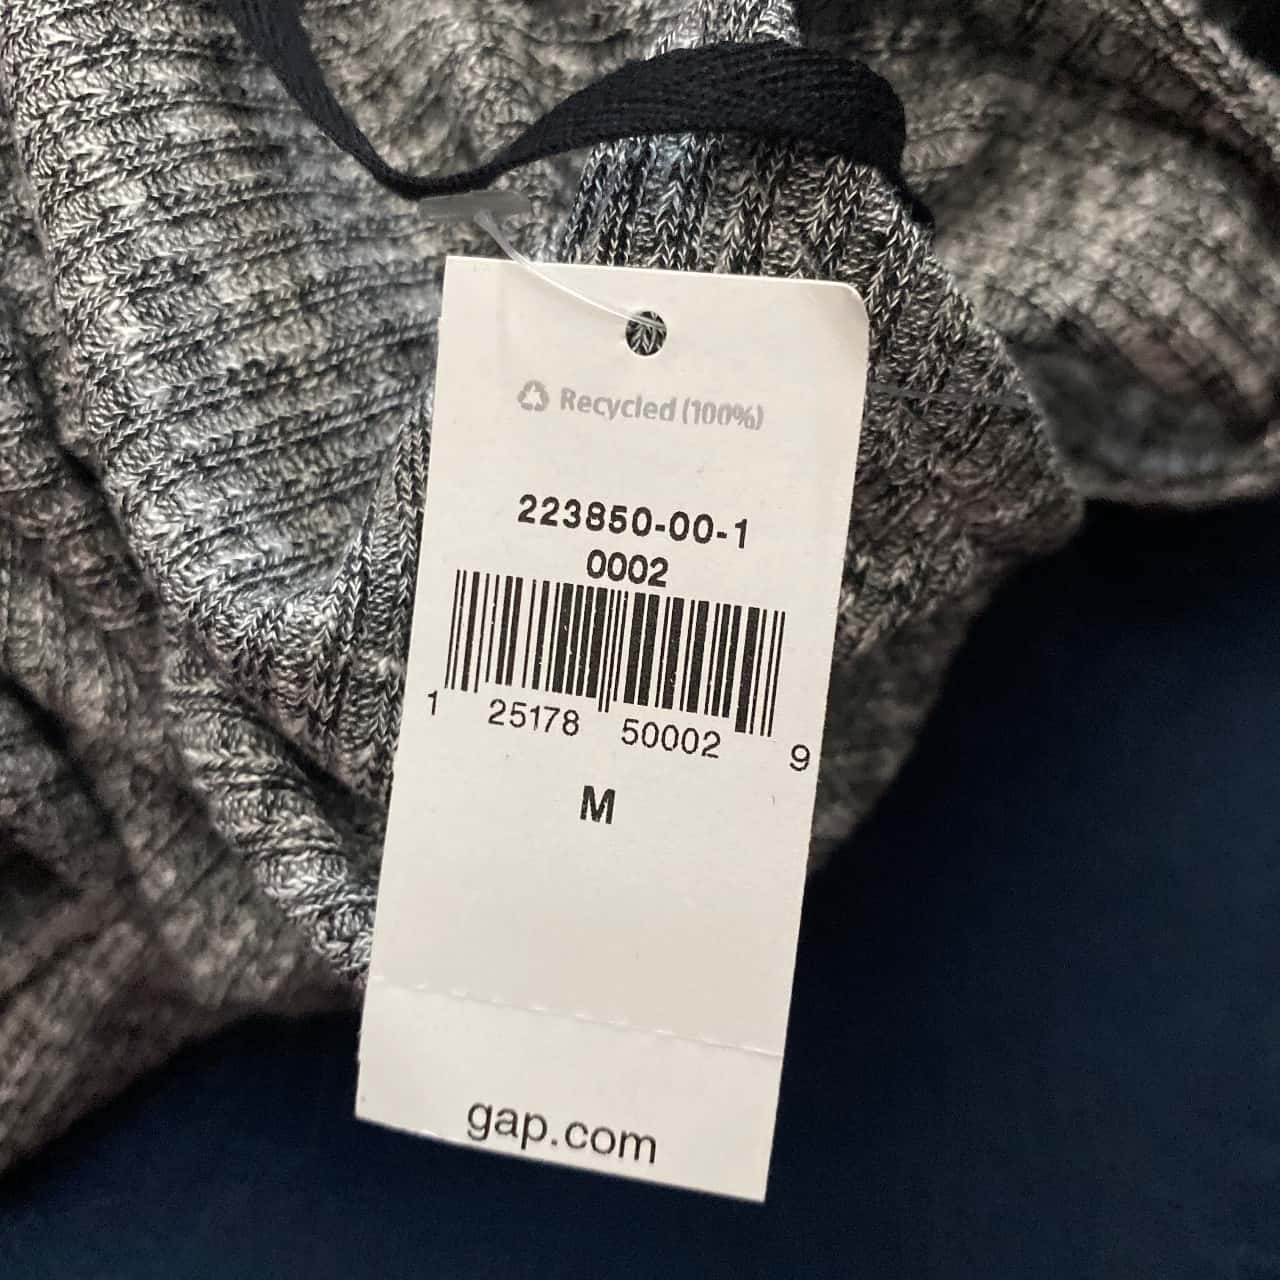 Recycled (100%)
223850-00-1
0002
1 25178 50002 9
M
gap.com